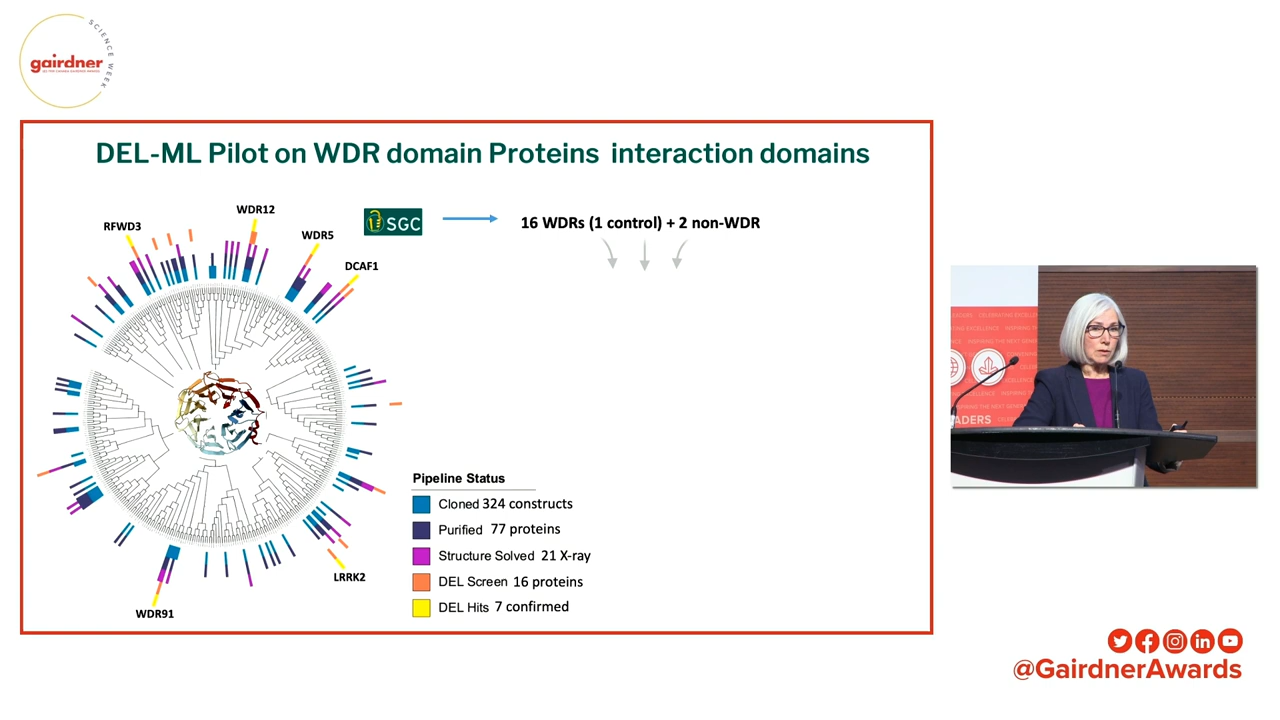 SCIENCE WEEK
gairdner
DEL-ML Pilot on WDR domain Proteins interaction domains
WDR12
RFWD3
WDR5
DCAF1
SGC
16 WDRs (1 control) + 2 non-WDR
Pipeline Status
Cloned 324 constructs
Purified 77 proteins
Structure Solved 21 X-ray
DEL Screen 16 proteins
DEL Hits 7 confirmed
LRRK2
WDR91
@GairdnerAwards